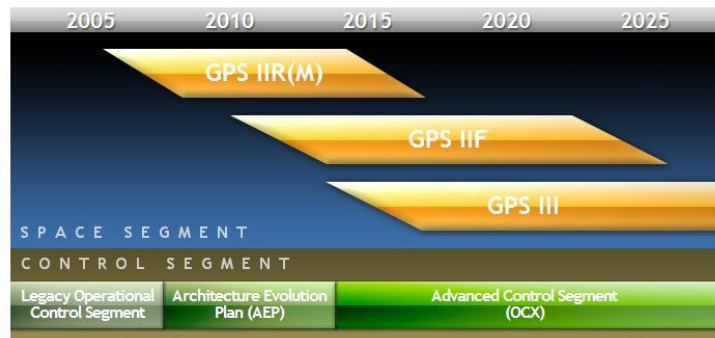 2005 2010 2015 2020 2025
GPS IIR(M)
GPS IIF
GPS III
SPACE SEGMENT
CONTROL SEGMENT
Legacy Operational
Control Segment
Architecture Evolution
Plan (AEP)
Advanced Control Segment
(OCX)